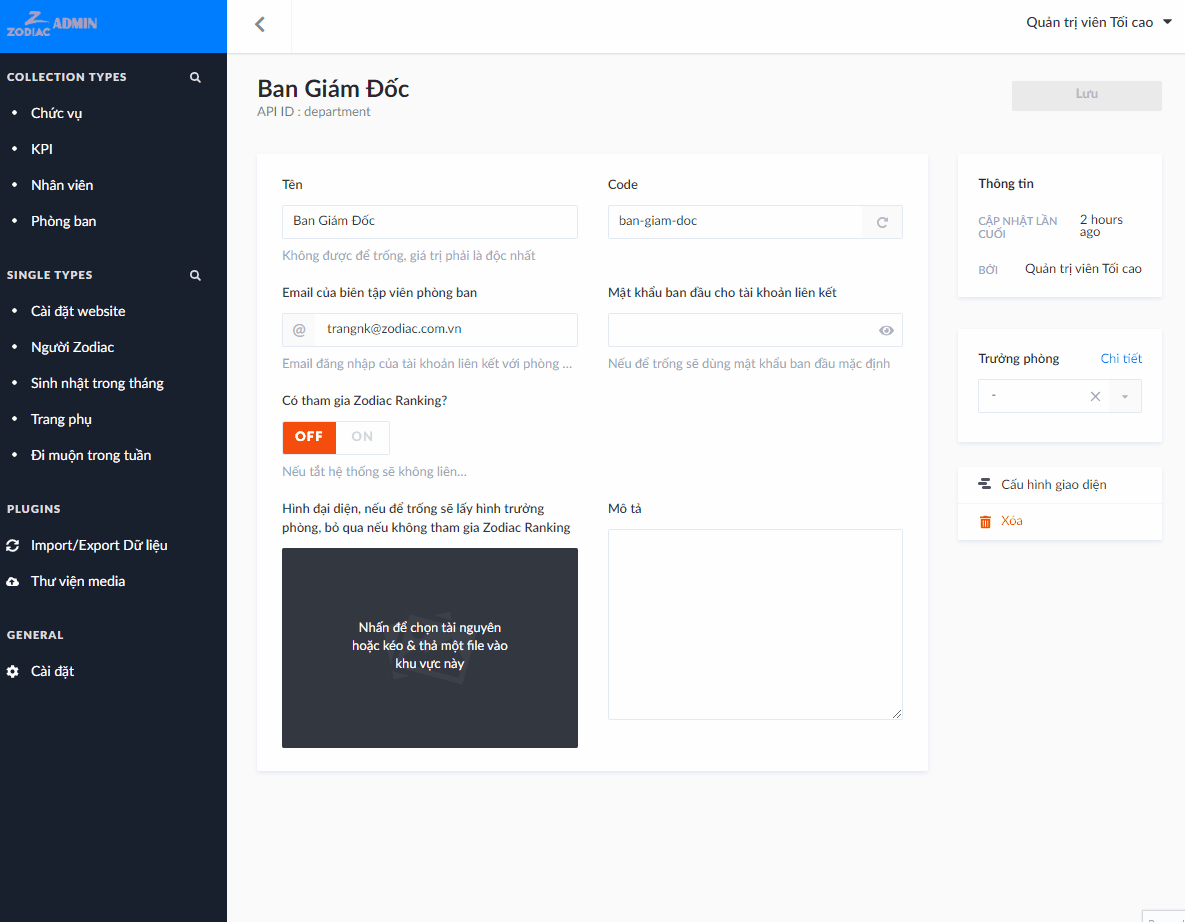 ZODIAC ADMIN
Quản trị viên Tối cao
COLLECTION TYPES
Chức vụ
KPI
Nhân viên
Phòng ban
SINGLE TYPES
Cài đặt website
Người Zodiac
Sinh nhật trong tháng
Trang phụ
Đi muộn trong tuần
PLUGINS
Import/Export Dữ liệu
Thư viện media
GENERAL
Cài đặt
Ban Giám Đốc
API ID : department
Lưu
Tên
Ban Giám Đốc
Không được để trống, giá trị phải là độc nhất
Code
ban-giam-doc
Email của biên tập viên phòng ban
@ trangnk@zodiac.com.vn
Email đăng nhập của tài khoản liên kết với phòng ...
Mật khẩu ban đầu cho tài khoản liên kết
Nếu để trống sẽ dùng mật khẩu ban đầu mặc định
Có tham gia Zodiac Ranking?
OFF ON
Nếu tắt hệ thống sẽ không liên...
Hình đại diện, nếu để trống sẽ lấy hình trưởng
phòng, bỏ qua nếu không tham gia Zodiac Ranking
Nhấn để chọn tài nguyên
hoặc kéo & thả một file vào
khu vực này
Mô tả
Thông tin
CẬP NHẬT LẦN
CUỐI
2 hours
ago
BỞI
Quản trị viên Tối cao
Trưởng phòng
Chi tiết
-
Cấu hình giao diện
Xóa